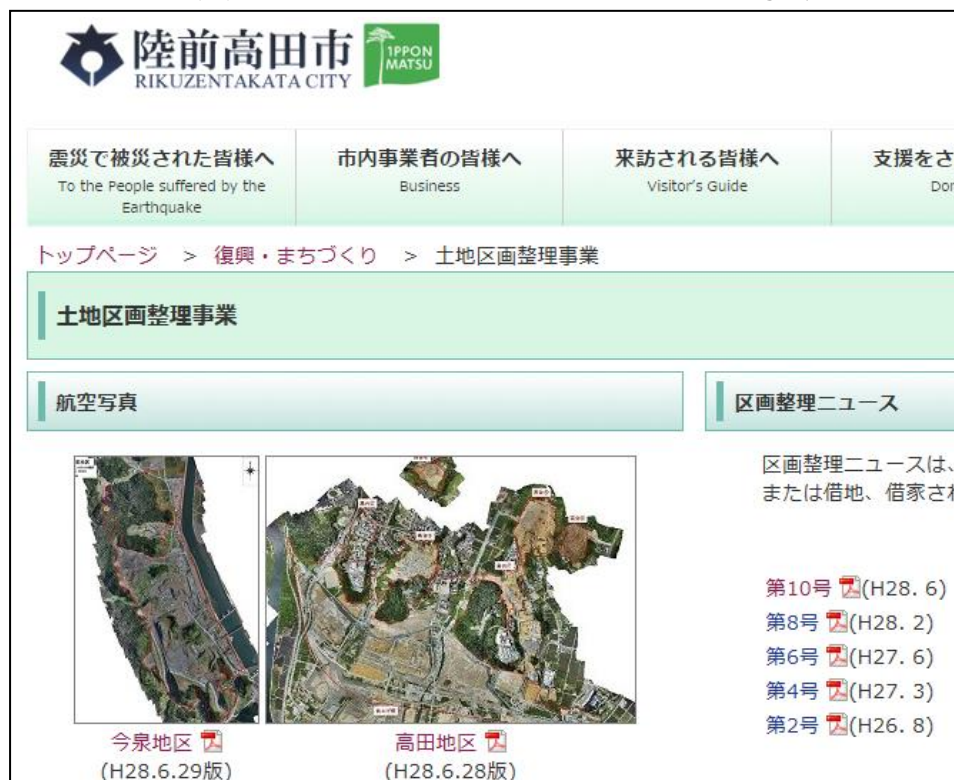 陸前高田市
RIKUZENTAKATA CITY
1PPON
MATSU
震災で被災された皆様へ
To the People suffered by the
Earthquake
市内事業者の皆様へ
Business
来訪される皆様へ
Visitor's Guide
支援をさ
Don
トップページ > 復興・まちづくり > 土地区画整理事業
土地区画整理事業
航空写真
今泉地区
(H28.6.29版)
高田地区
(H28.6.28版)
区画整理ニュース
区画整理ニュースは、
または借地、借家され
第10号 (H28. 6)
第8号 (H28. 2)
第6号 (H27. 6)
第4号 (H27. 3)
第2号 (H26. 8)